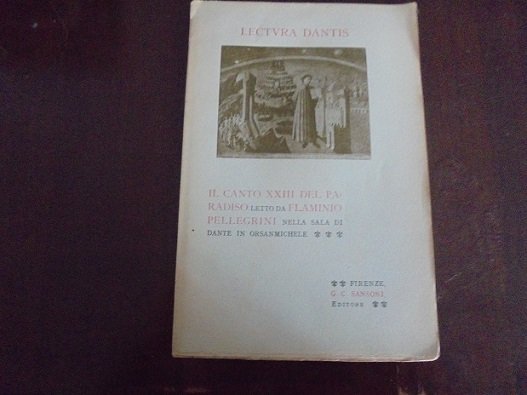 LECTVRA DANTIS
IL CANTO XXIII DEL PA-
RADISO LETTO DA FLAMINIO
PELLEGRINI NELLA SALA DI
DANTE IN ORSANMICHELE
FIRENZE,
G. C. SANSONI
EDITORE